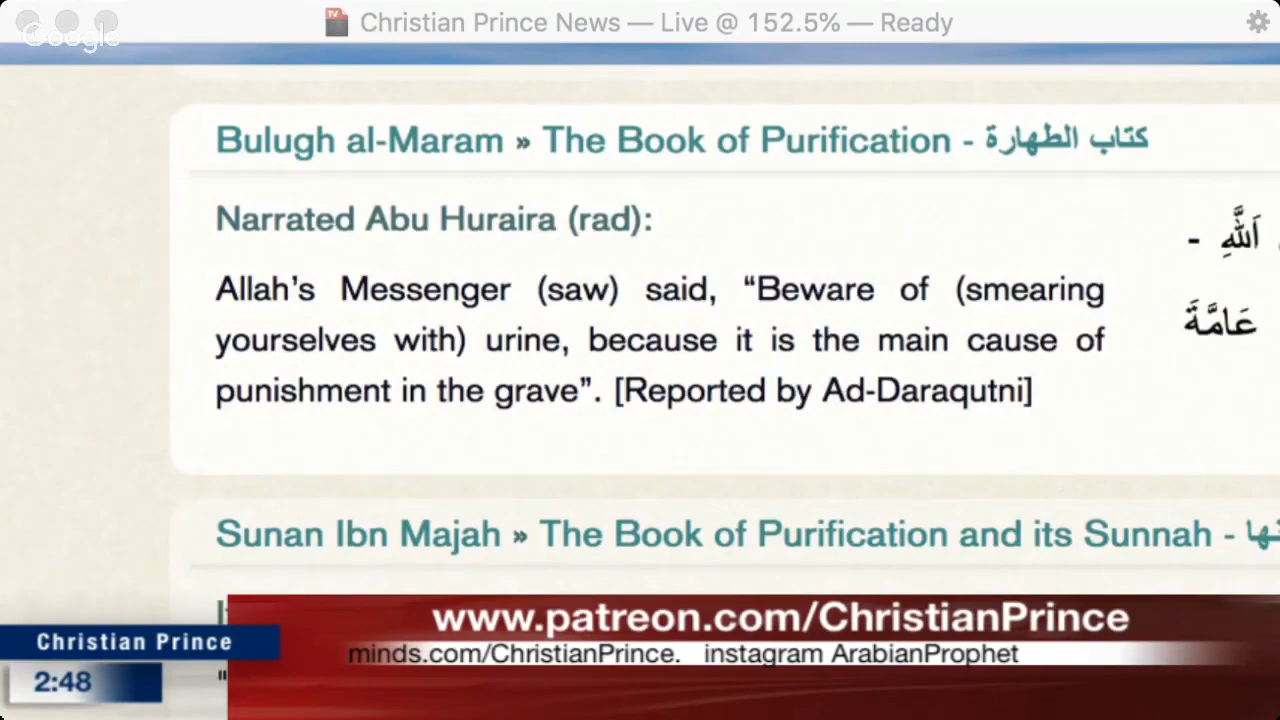 Christian Prince News — Live @ 152.5% — Ready
Google
Bulugh al-Maram » The Book of Purification - كتاب الطهارة
Narrated Abu Huraira (rad):
Allah’s Messenger (saw) said, “Beware of (smearing
yourselves with) urine, because it is the main cause of
punishment in the grave”. [Reported by Ad-Daraqutni]
اَللَّهِ -
عَامَّةَ
Sunan Ibn Majah » The Book of Purification and its Sunnah -
www.patreon.com/ChristianPrince
Christian Prince
minds.com/ChristianPrince. instagram ArabianProphet
2:48